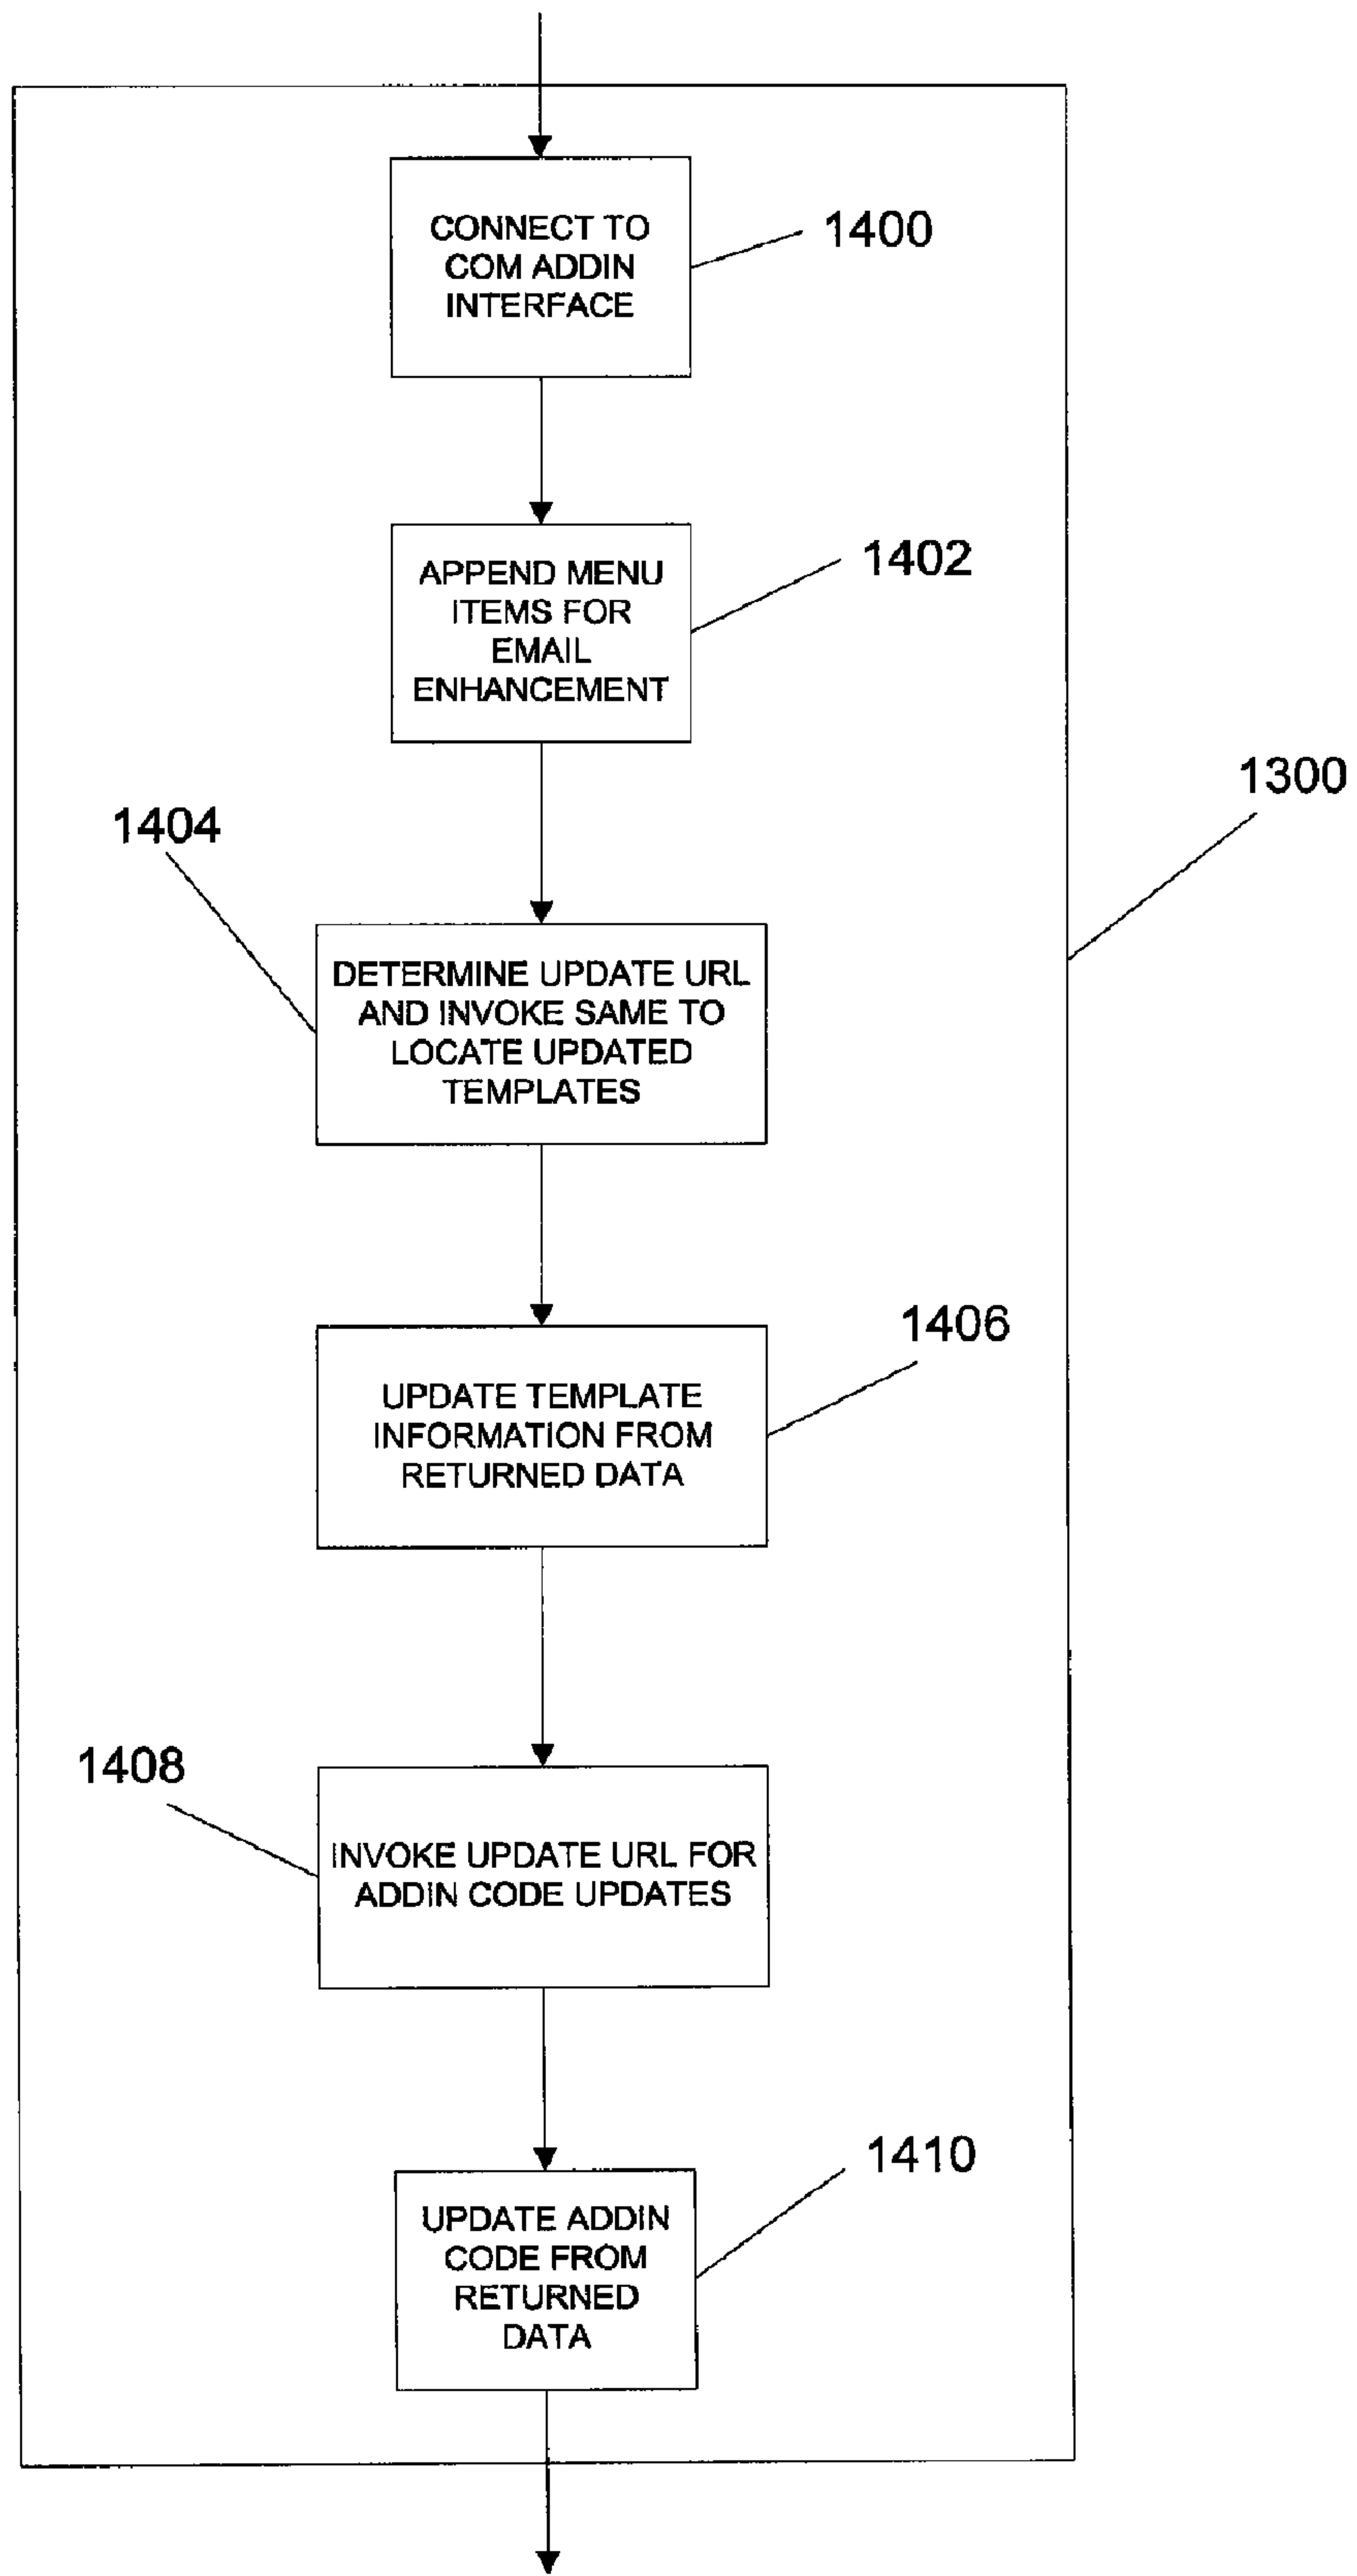 CONNECT TO
COM ADDIN
INTERFACE
1400
APPEND MENU
ITEMS FOR
EMAIL
ENHANCEMENT
1402
1300
1404
DETERMINE UPDATE URL
AND INVOKE SAME TO
LOCATE UPDATED
TEMPLATES
1406
UPDATE TEMPLATE
INFORMATION FROM
RETURNED DATA
1408
INVOKE UPDATE URL FOR
ADDIN CODE UPDATES
1410
UPDATE ADDIN
CODE FROM
RETURNED
DATA